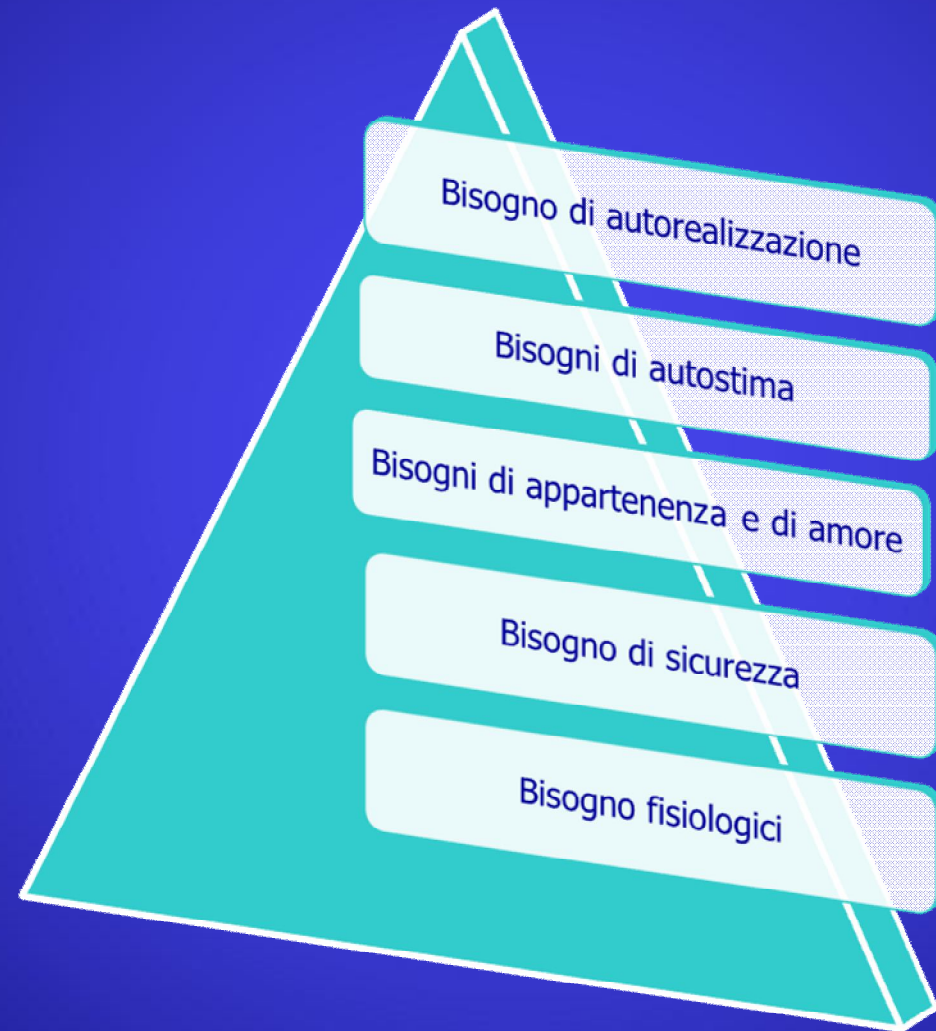 Bisogno di autorealizzazione
Bisogni di autostima
Bisogni di appartenenza e di amore
Bisogno di sicurezza
Bisogno fisiologici